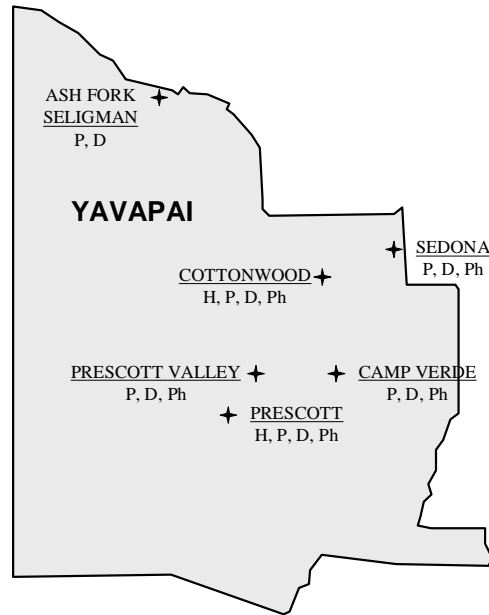 ASH FORK
SELIGMAN
P, D
YAVAPAI
SEDONA
P, D, Ph
COTTONWOOD
H, P, D, Ph
PRESCOTT VALLEY
P, D, Ph
CAMP VERDE
P, D, Ph
PRESCOTT
H, P, D, Ph